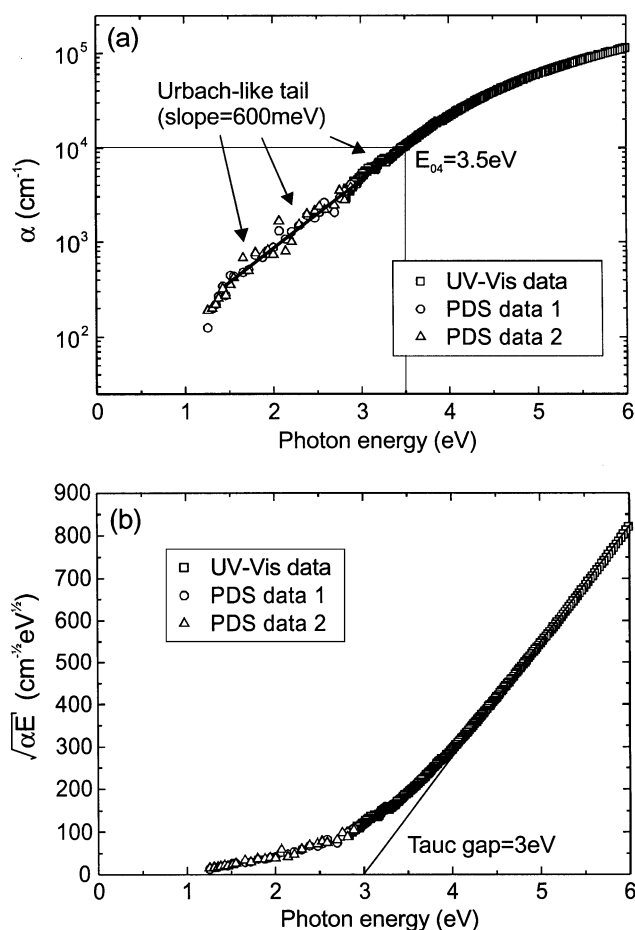 (a)
10⁵
10⁴
10³
10²
α (cm⁻¹)
Urbach-like tail
(slope=600meV)
E₀₄=3.5eV
UV-Vis data
PDS data 1
PDS data 2
0 1 2 3 4 5 6
Photon energy (eV)
(b)
900
800
700
600
500
400
300
200
100
0
√αE (cm⁻½eV½)
UV-Vis data
PDS data 1
PDS data 2
Tauc gap=3eV
0 1 2 3 4 5 6
Photon energy (eV)